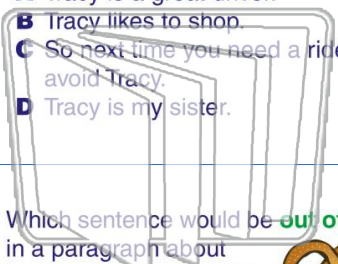 B Tracy likes to shop.
C So next time you need a ride
avoid Tracy.
D Tracy is my sister.
Which sentence would be out of
in a paragraph about